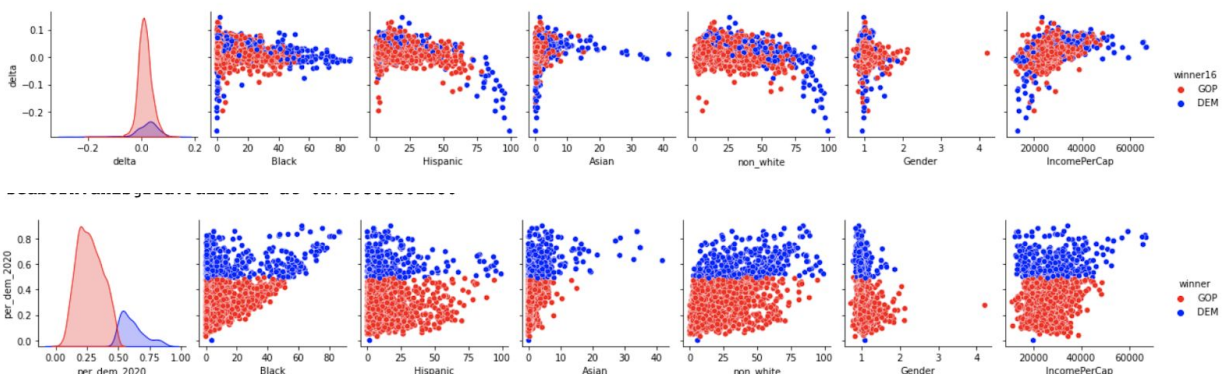 0.1
0.0
−0.1
−0.2
delta
−0.2 0.0 0.2
delta
0 20 40 60 80
Black
0 25 50 75 100
Hispanic
0 10 20 30 40
Asian
0 25 50 75 100
non_white
1 2 3 4
Gender
20000 40000 60000
IncomePerCap
winner16
GOP
DEM
0.8
0.6
0.4
0.2
0.0
per_dem_2020
0.00 0.25 0.50 0.75 1.00
per_dem_2020
0 20 40 60 80
Black
0 25 50 75 100
Hispanic
0 10 20 30 40
Asian
0 25 50 75 100
non_white
1 2 3 4
Gender
20000 40000 60000
IncomePerCap
winner
GOP
DEM